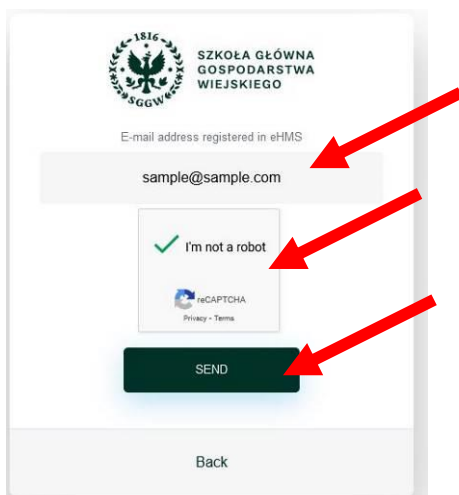 1816
SGGW
SZKOŁA GŁÓWNA
GOSPODARSTWA
WIEJSKIEGO
E-mail address registered in eHMS
sample@sample.com
I'm not a robot
reCAPTCHA
Privacy - Terms
SEND
Back